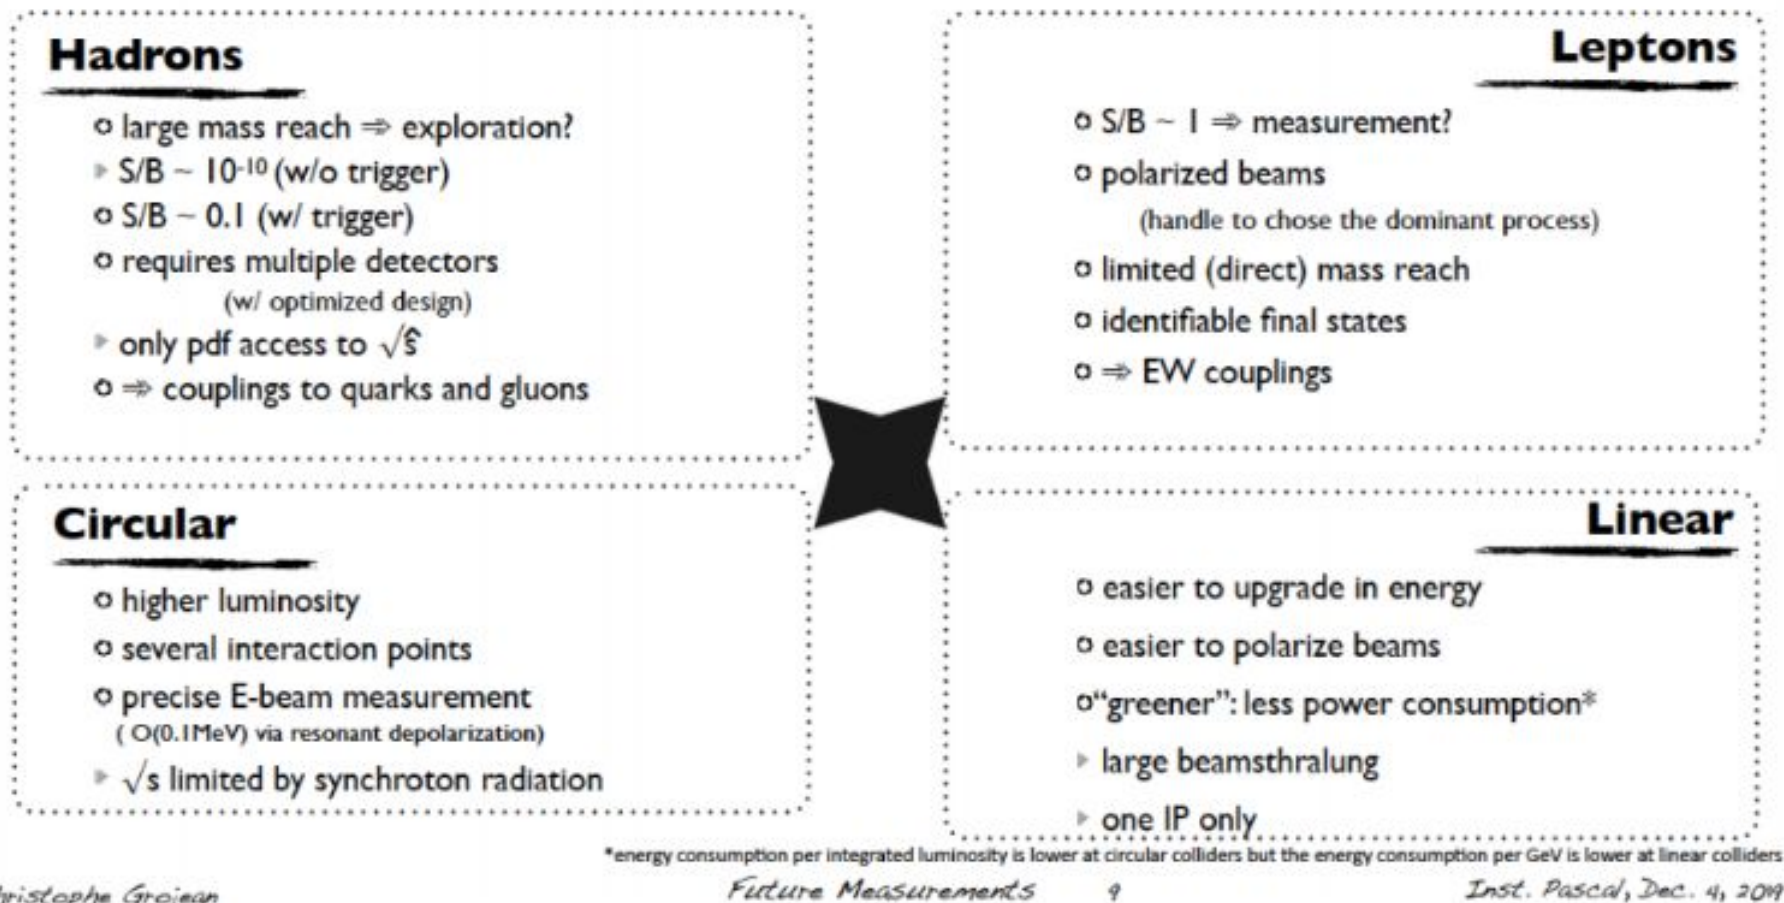 Hadrons
large mass reach ⇒ exploration?
S/B ~ 10-10 (w/o trigger)
S/B ~ 0.1 (w/ trigger)
requires multiple detectors
(w/ optimized design)
only pdf access to √ŝ
⇒ couplings to quarks and gluons
Leptons
S/B ~ 1 ⇒ measurement?
polarized beams
(handle to chose the dominant process)
limited (direct) mass reach
identifiable final states
⇒ EW couplings
Circular
higher luminosity
several interaction points
precise E-beam measurement
( O(0.1MeV) via resonant depolarization)
√s limited by synchroton radiation
Linear
easier to upgrade in energy
easier to polarize beams
“greener”: less power consumption*
large beamsthralung
one IP only
*energy consumption per integrated luminosity is lower at circular colliders but the energy consumption per GeV is lower at linear colliders
hristophe Grojean
Future Measurements
9
Inst. Pascal, Dec. 4, 2019